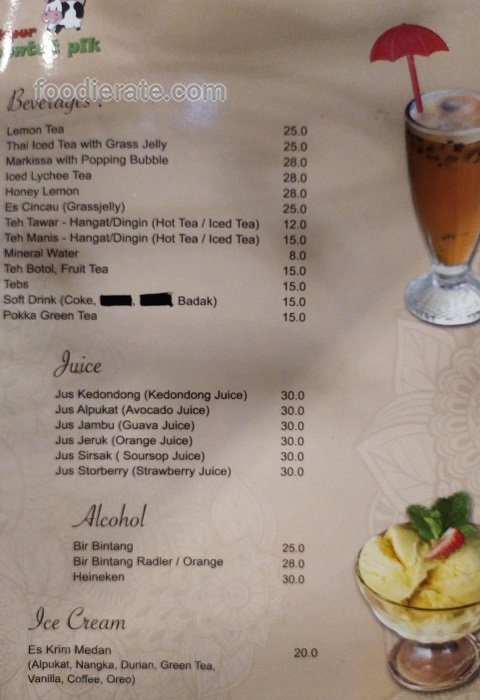 pik
foodierate.com
Beverages :
Lemon Tea 25.0
Thai Iced Tea with Grass Jelly 25.0
Markissa with Popping Bubble 28.0
Iced Lychee Tea 28.0
Honey Lemon 28.0
Es Cincau (Grassjelly) 25.0
Teh Tawar - Hangat/Dingin (Hot Tea / Iced Tea) 12.0
Teh Manis - Hangat/Dingin (Hot Tea / Iced Tea) 15.0
Mineral Water 8.0
Teh Botol, Fruit Tea 15.0
Tebs 15.0
Soft Drink (Coke, , , Badak) 15.0
Pokka Green Tea 15.0
Juice
Jus Kedondong (Kedondong Juice) 30.0
Jus Alpukat (Avocado Juice) 30.0
Jus Jambu (Guava Juice) 30.0
Jus Jeruk (Orange Juice) 30.0
Jus Sirsak ( Soursop Juice) 30.0
Jus Storberry (Strawberry Juice) 30.0
Alcohol
Bir Bintang 25.0
Bir Bintang Radler / Orange 28.0
Heineken 30.0
Ice Cream
Es Krim Medan 20.0
(Alpukat, Nangka, Durian, Green Tea,
Vanilla, Coffee, Oreo)